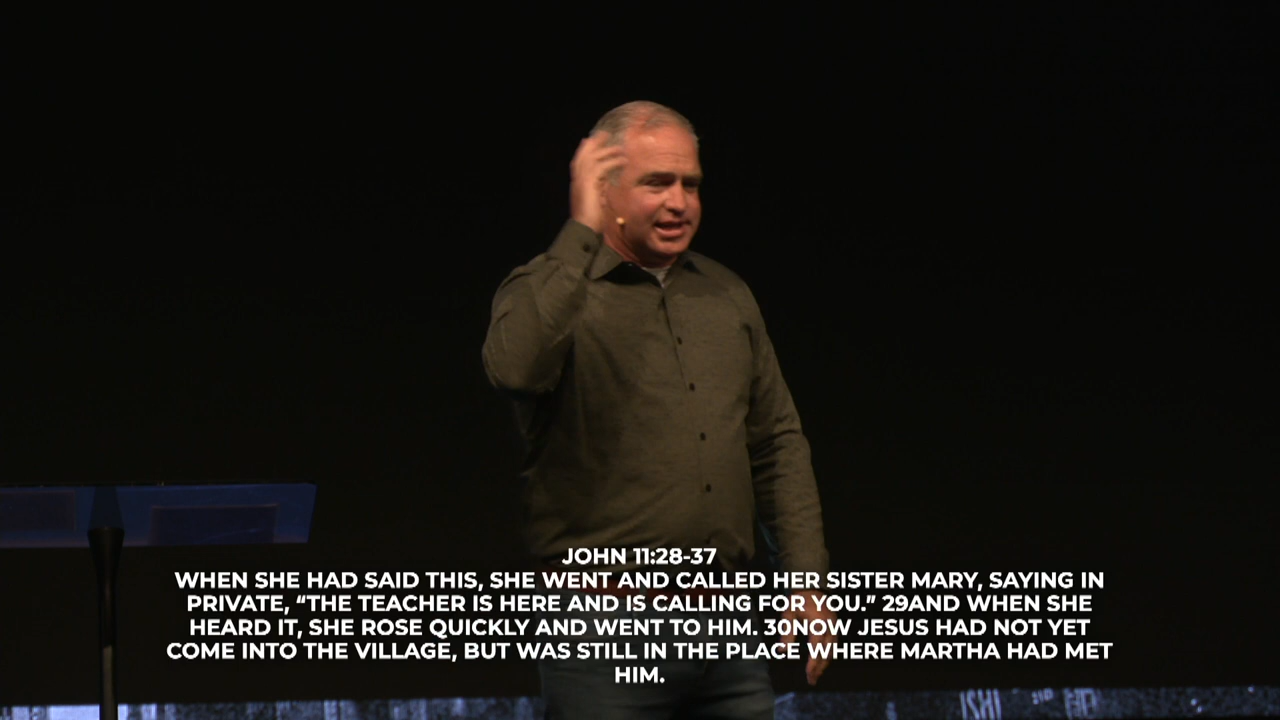 JOHN 11:28-37
WHEN SHE HAD SAID THIS, SHE WENT AND CALLED HER SISTER MARY, SAYING IN
PRIVATE, “THE TEACHER IS HERE AND IS CALLING FOR YOU.” 29AND WHEN SHE
HEARD IT, SHE ROSE QUICKLY AND WENT TO HIM. 30NOW JESUS HAD NOT YET
COME INTO THE VILLAGE, BUT WAS STILL IN THE PLACE WHERE MARTHA HAD MET
HIM.